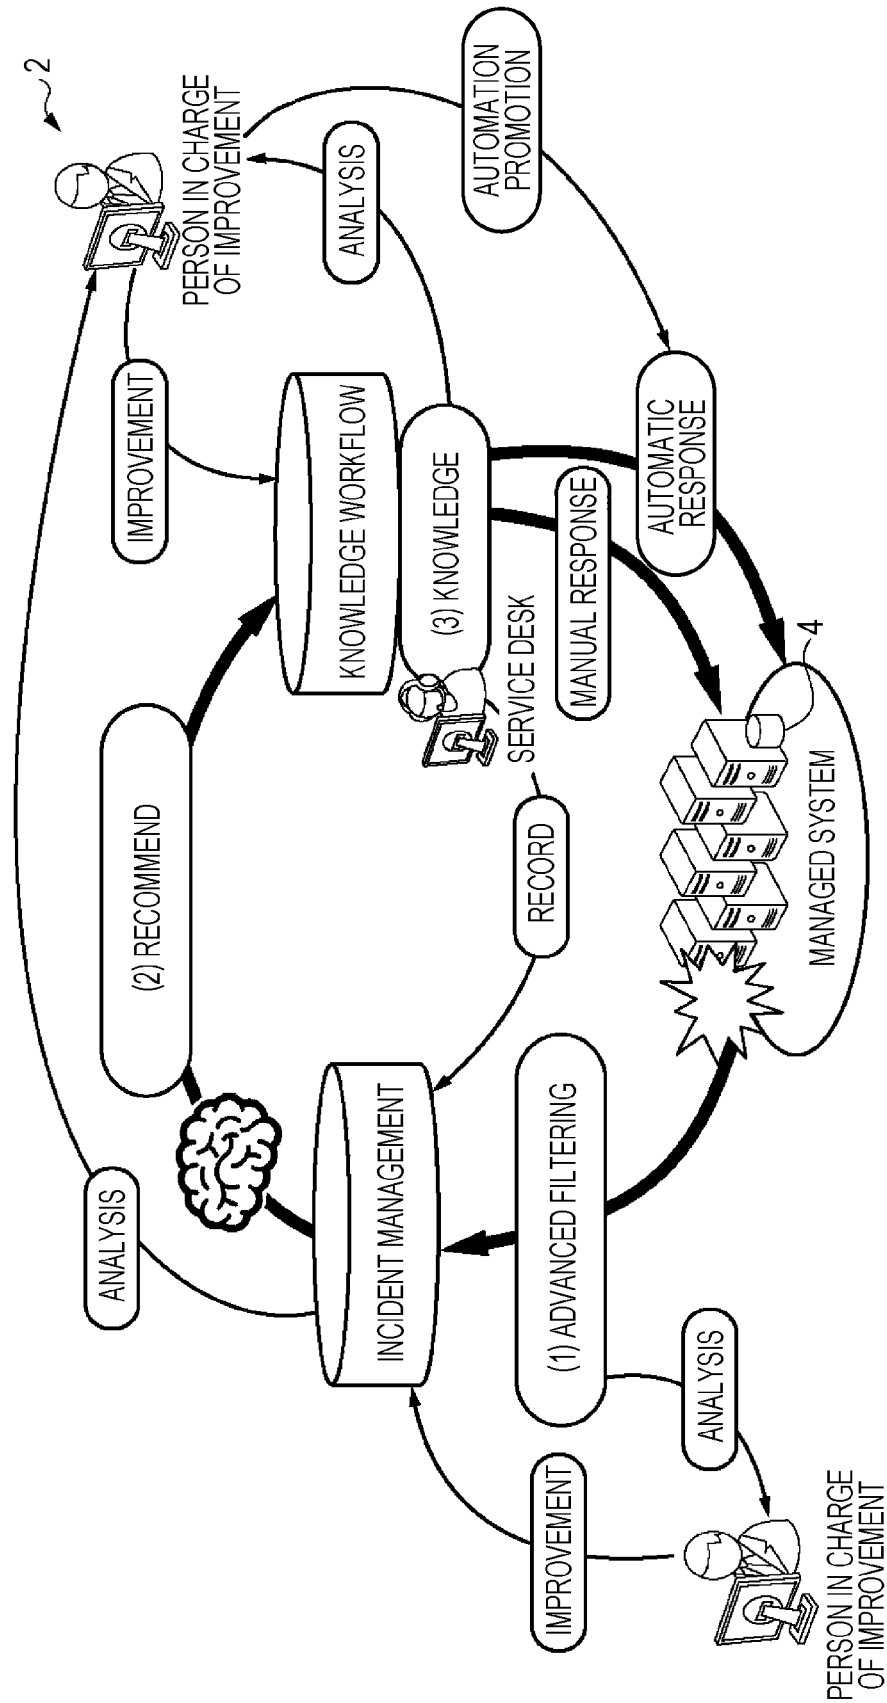 2
ANALYSIS
(2) RECOMMEND
IMPROVEMENT
PERSON IN CHARGE
OF IMPROVEMENT
KNOWLEDGE WORKFLOW
ANALYSIS
INCIDENT MANAGEMENT
(3) KNOWLEDGE
AUTOMATION
PROMOTION
SERVICE DESK
RECORD
IMPROVEMENT
(1) ADVANCED FILTERING
MANUAL RESPONSE
AUTOMATIC
RESPONSE
ANALYSIS
MANAGED SYSTEM
4
PERSON IN CHARGE
OF IMPROVEMENT